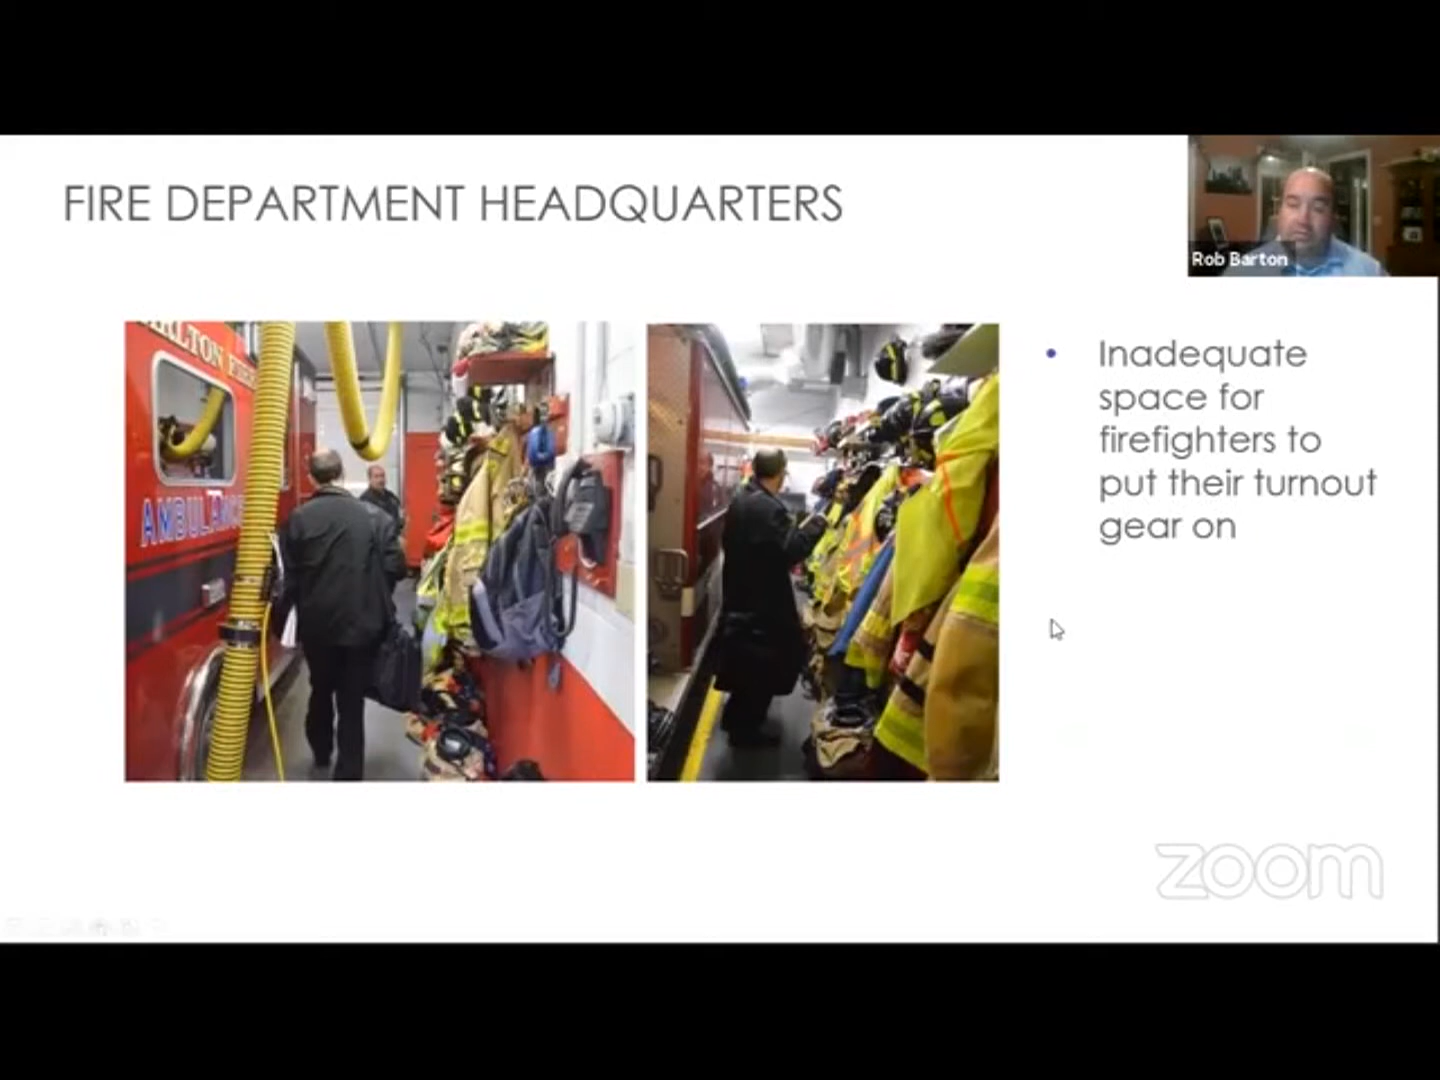 FIRE DEPARTMENT HEADQUARTERS
Rob Barton
AMBULANCE
• Inadequate
space for
firefighters to
put their turnout
gear on
zoom